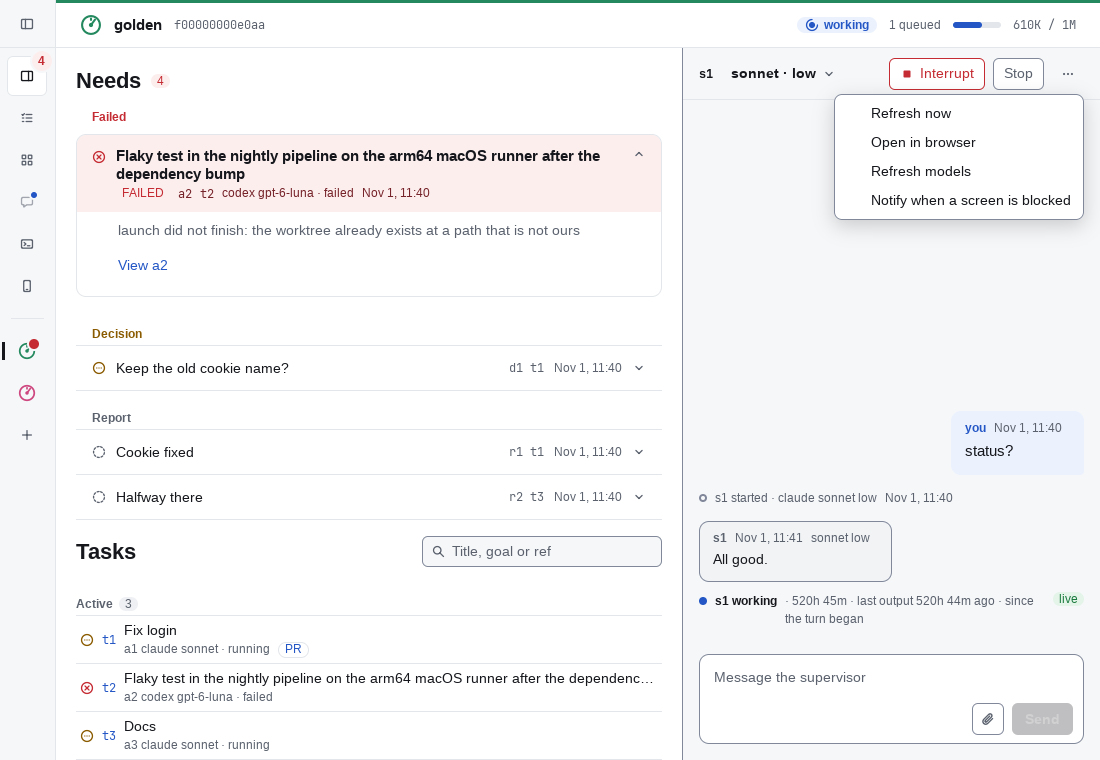 golden f00000000e0aa
working 1 queued 610K / 1M
4
Needs 4
Failed
Flaky test in the nightly pipeline on the arm64 macOS runner after the
dependency bump
FAILED a2 t2 codex gpt-6-luna · failed Nov 1, 11:40
launch did not finish: the worktree already exists at a path that is not ours
View a2
Decision
Keep the old cookie name? d1 t1 Nov 1, 11:40
Report
Cookie fixed r1 t1 Nov 1, 11:40
Halfway there r2 t3 Nov 1, 11:40
Tasks
Title, goal or ref
Active 3
t1 Fix login
a1 claude sonnet · running PR
t2 Flaky test in the nightly pipeline on the arm64 macOS runner after the dependenc…
a2 codex gpt-6-luna · failed
t3 Docs
a3 claude sonnet · running
s1 sonnet · low Interrupt Stop
Refresh now
Open in browser
Refresh models
Notify when a screen is blocked
you Nov 1, 11:40
status?
s1 started · claude sonnet low Nov 1, 11:40
s1 Nov 1, 11:41 sonnet low
All good.
s1 working · 520h 45m · last output 520h 44m ago · since live
the turn began
Message the supervisor
Send